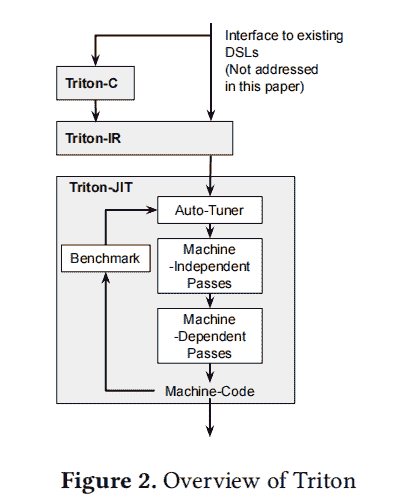 Interface to existing
DSLs
(Not addressed
in this paper)
Triton-C
Triton-IR
Triton-JIT
Auto-Tuner
Benchmark
Machine
-Independent
Passes
Machine
-Dependent
Passes
Machine-Code
Figure 2. Overview of Triton